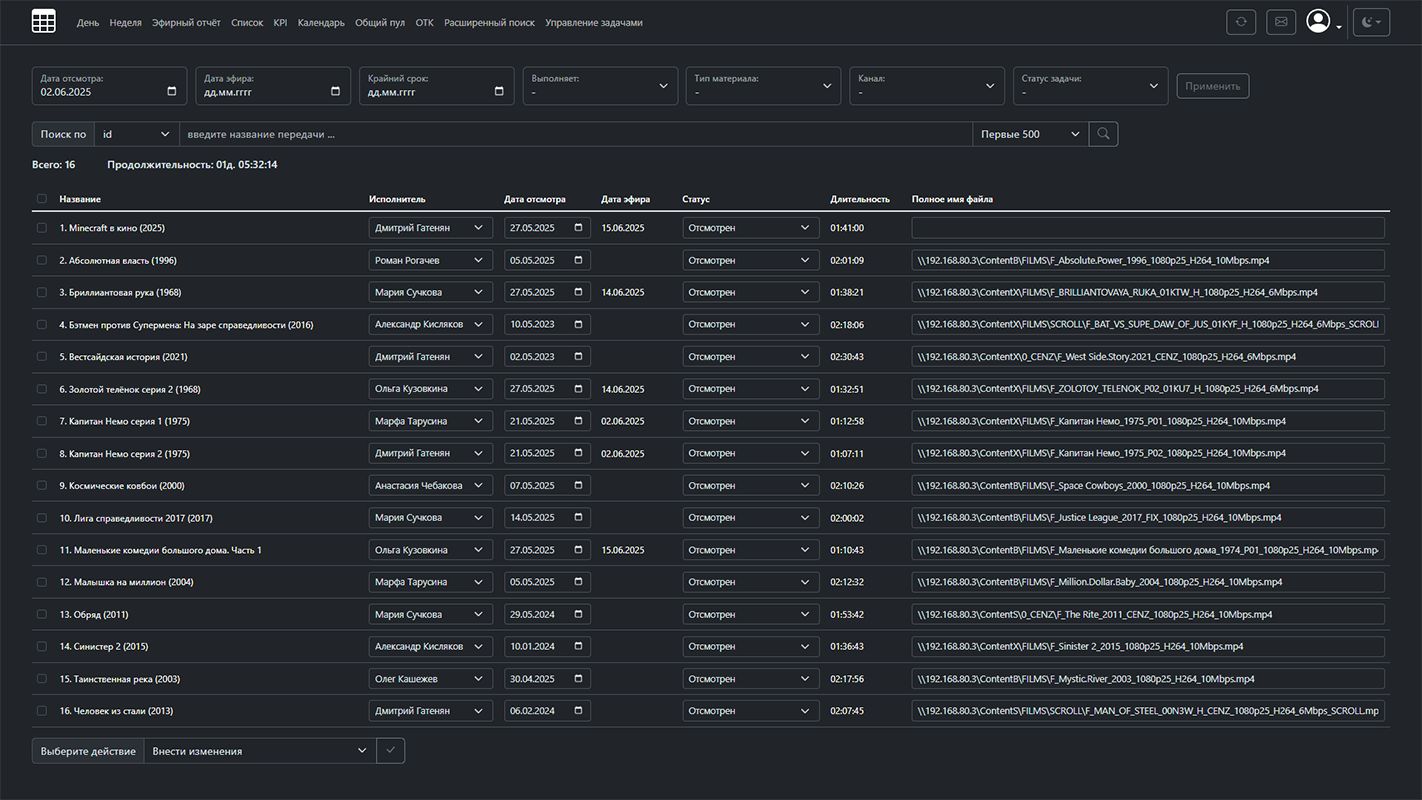 День Неделя Эфирный отчёт Список KPI Календарь Общий пул ОТК Расширенный поиск Управление задачами
Дата отсмотра: Дата эфира: Крайний срок: Выполняет: Тип материала: Канал: Статус задачи:
02.06.2025 дд.мм.гггг дд.мм.гггг - - - - Применить
Поиск по id введите название передачи ... Первые 500
Всего: 16 Продолжительность: 01д. 05:32:14
Название Исполнитель Дата отсмотра Дата эфира Статус Длительность Полное имя файла
1. Minecraft в кино (2025) Дмитрий Гатенян 27.05.2025 15.06.2025 Отсмотрен 01:41:00
2. Абсолютная власть (1996) Роман Рогачев 05.05.2025 Отсмотрен 02:01:09 \\192.168.80.3\ContentB\FILMS\F_Absolute.Power_1996_1080p25_H264_10Mbps.mp4
3. Бриллиантовая рука (1968) Мария Сучкова 27.05.2025 14.06.2025 Отсмотрен 01:38:21 \\192.168.80.3\ContentX\FILMS\F_BRILLIANTOVAYA_RUKA_01KTW_H_1080p25_H264_6Mbps.mp4
4. Бэтмен против Супермена: На заре справедливости (2016) Александр Кисляков 10.05.2023 Отсмотрен 02:18:06 \\192.168.80.3\ContentX\FILMS\SCROLL\F_BAT_VS_SUPE_DAW_OF_JUS_01KYF_H_1080p25_H264_6Mbps_SCROLI
5. Вестсайдская история (2021) Дмитрий Гатенян 02.05.2023 Отсмотрен 02:30:43 \\192.168.80.3\ContentX\0_CENZ\F_West Side.Story.2021_CENZ_1080p25_H264_6Mbps.mp4
6. Золотой телёнок серия 2 (1968) Ольга Кузовкина 27.05.2025 14.06.2025 Отсмотрен 01:32:51 \\192.168.80.3\ContentX\FILMS\F_ZOLOTOY_TELENOK_P02_01KU7_H_1080p25_H264_6Mbps.mp4
7. Капитан Немо серия 1 (1975) Марфа Тарусина 21.05.2025 02.06.2025 Отсмотрен 01:12:58 \\192.168.80.3\ContentX\FILMS\F_Капитан Немо_1975_P01_1080p25_H264_10Mbps.mp4
8. Капитан Немо серия 2 (1975) Дмитрий Гатенян 21.05.2025 02.06.2025 Отсмотрен 01:07:11 \\192.168.80.3\ContentX\FILMS\F_Капитан Немо_1975_P02_1080p25_H264_10Mbps.mp4
9. Космические ковбои (2000) Анастасия Чебакова 07.05.2025 Отсмотрен 02:10:26 \\192.168.80.3\ContentB\FILMS\F_Space Cowboys_2000_1080p25_H264_10Mbps.mp4
10. Лига справедливости 2017 (2017) Мария Сучкова 14.05.2025 Отсмотрен 02:00:02 \\192.168.80.3\ContentB\FILMS\F_Justice League_2017_FIX_1080p25_H264_10Mbps.mp4
11. Маленькие комедии большого дома. Часть 1 Ольга Кузовкина 27.05.2025 15.06.2025 Отсмотрен 01:10:43 \\192.168.80.3\ContentB\FILMS\F_Маленькие комедии большого дома_1974_P01_1080p25_H264_10Mbps.mp
12. Малышка на миллион (2004) Марфа Тарусина 05.05.2025 Отсмотрен 02:12:32 \\192.168.80.3\ContentB\FILMS\F_Million.Dollar.Baby_2004_1080p25_H264_10Mbps.mp4
13. Обряд (2011) Мария Сучкова 29.05.2024 Отсмотрен 01:53:42 \\192.168.80.3\ContentS\0_CENZ\F_The Rite_2011_CENZ_1080p25_H264_10Mbps.mp4
14. Синистер 2 (2015) Александр Кисляков 10.01.2024 Отсмотрен 01:36:43 \\192.168.80.3\ContentX\FILMS\F_Sinister 2_2015_1080p25_H264_10Mbps.mp4
15. Таинственная река (2003) Олег Кашежев 30.04.2025 Отсмотрен 02:17:56 \\192.168.80.3\ContentB\FILMS\F_Mystic.River_2003_1080p25_H264_10Mbps.mp4
16. Человек из стали (2013) Дмитрий Гатенян 06.02.2024 Отсмотрен 02:07:45 \\192.168.80.3\ContentS\FILMS\SCROLL\F_MAN_OF_STEEL_00N3W_H_CENZ_1080p25_H264_6Mbps_SCROLL.mp
Выберите действие Внести изменения